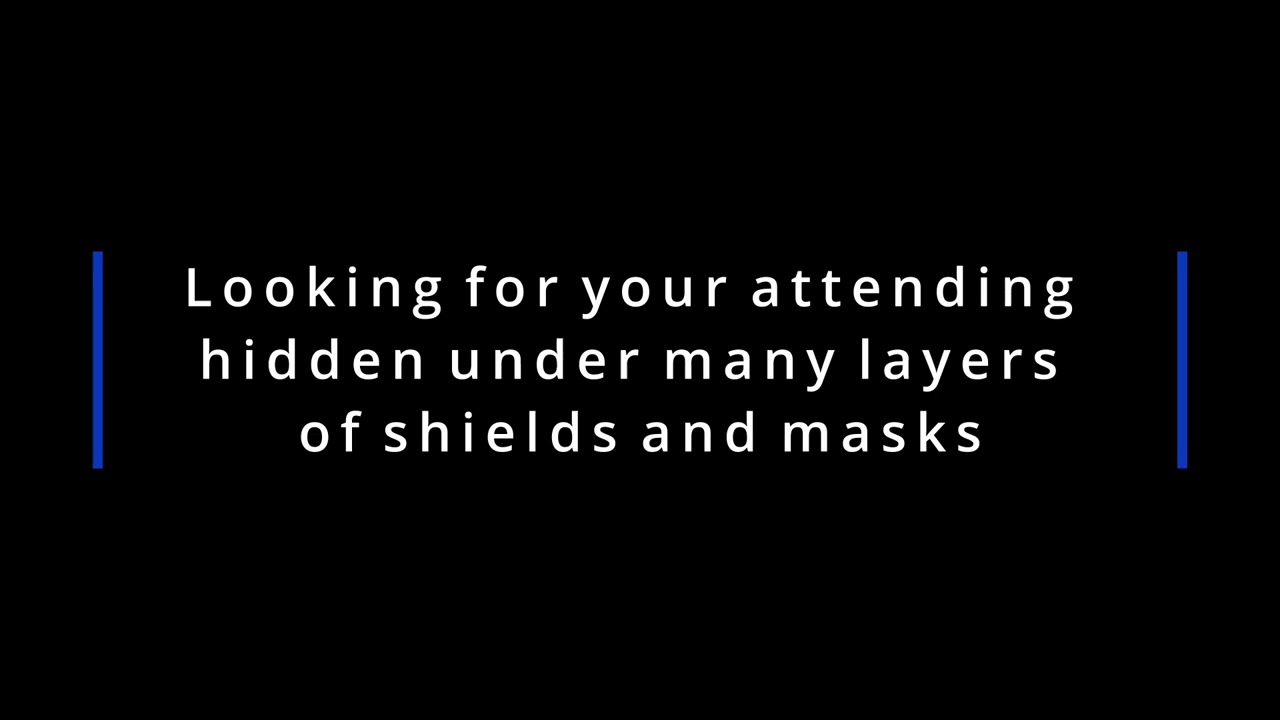 Looking for your attending
hidden under many layers
of shields and masks